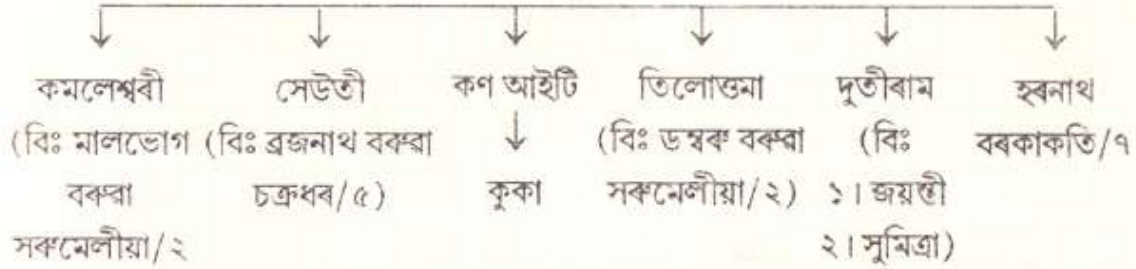 কমলেশ্বৰী সেউতী কণ আইটি তিলোত্তমা দুতীৰাম হৰনাথ
(বিঃ মালভোগ (বিঃ ব্ৰজনাথ বৰুৱা (বিঃ ডম্বৰু বৰুৱা (বিঃ বৰকাকতি/৭
বৰুৱা চক্ৰধৰ/৫) কুকা সৰুমেলীয়া/২) ১। জয়ন্তী
সৰুমেলীয়া/২ ২। সুমিত্ৰা)